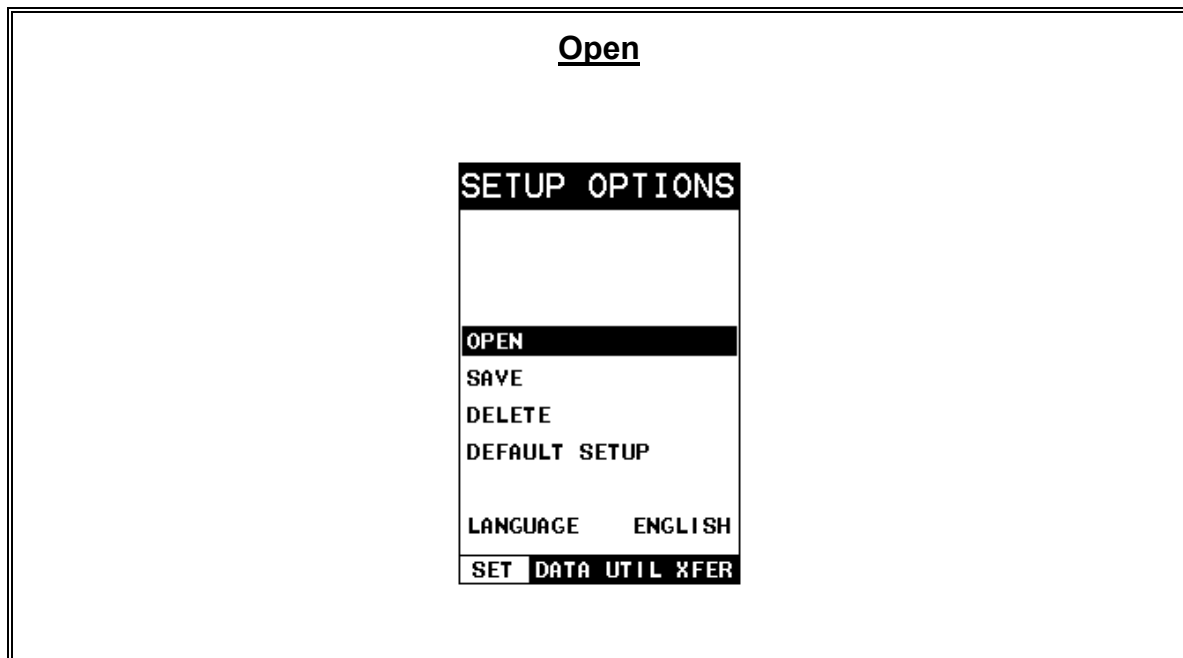 Open
SETUP OPTIONS
OPEN
SAVE
DELETE
DEFAULT SETUP
LANGUAGE ENGLISH
SET DATA UTIL XFER